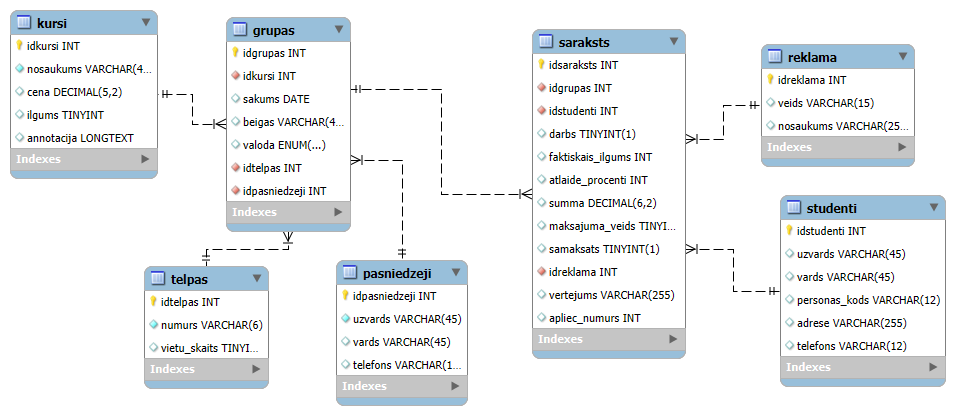 kursi
idkursi INT
nosaukums VARCHAR(4...
cena DECIMAL(5,2)
ilgums TINYINT
annotacija LONGTEXT
Indexes
grupas
idgrupas INT
idkursi INT
sakums DATE
beigas VARCHAR(4...
valoda ENUM(...)
idtelpas INT
idpasniedzeji INT
Indexes
saraksts
idsaraksts INT
idgrupas INT
idstudenti INT
darbs TINYINT(1)
faktiskais_ilgums INT
atlaide_procenti INT
summa DECIMAL(6,2)
maksajuma_veids TINYI...
samaksats TINYINT(1)
idreklama INT
vertejums VARCHAR(255)
apliec_numurs INT
Indexes
reklama
idreklama INT
veids VARCHAR(15)
nosaukums VARCHAR(25...
Indexes
studenti
idstudenti INT
uzvards VARCHAR(45)
vards VARCHAR(45)
personas_kods VARCHAR(12)
adrese VARCHAR(255)
telefons VARCHAR(12)
Indexes
telpas
idtelpas INT
numurs VARCHAR(6)
vietu_skaits TINYI...
Indexes
pasniedzeji
idpasniedzeji INT
uzvards VARCHAR(45)
vards VARCHAR(45)
telefons VARCHAR(1...
Indexes